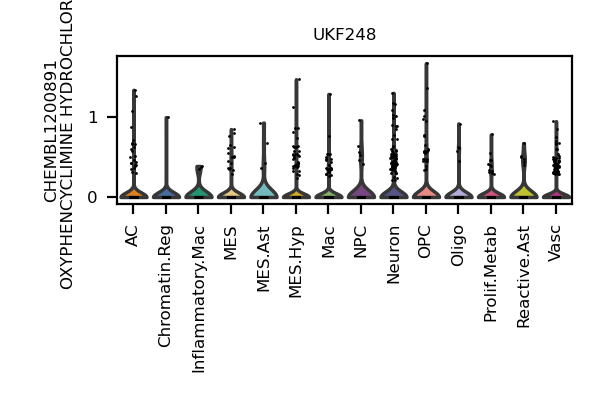 UKF248
CHEMBL1200891
OXYPHENCYCLIMINE HYDROCHLOR
1
0
AC
Chromatin.Reg
Inflammatory.Mac
MES
MES.Ast
MES.Hyp
Mac
NPC
Neuron
OPC
Oligo
Prolif.Metab
Reactive.Ast
Vasc